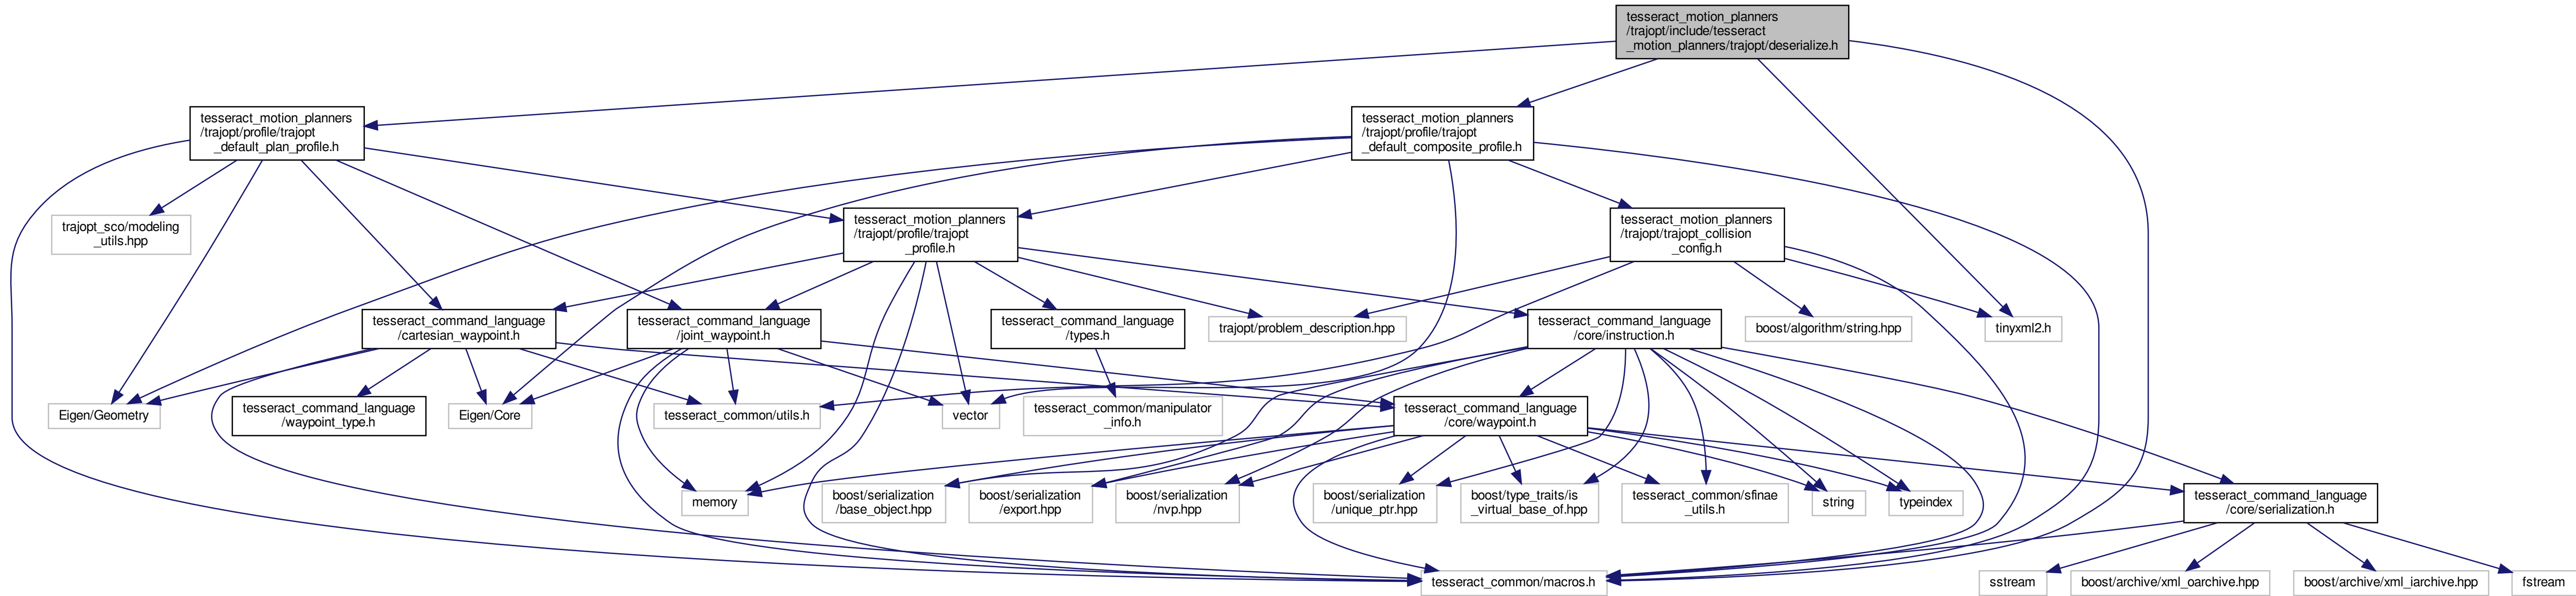 tesseract_motion_planners
/trajopt/include/tesseract
_motion_planners/trajopt/deserialize.h
tesseract_motion_planners
/trajopt/profile/trajopt
_default_plan_profile.h
tesseract_motion_planners
/trajopt/profile/trajopt
_default_composite_profile.h
trajopt_sco/modeling
_utils.hpp
tesseract_motion_planners
/trajopt/profile/trajopt
_profile.h
tesseract_motion_planners
/trajopt/trajopt_collision
_config.h
tesseract_command_language
/cartesian_waypoint.h
tesseract_command_language
/joint_waypoint.h
tesseract_command_language
/types.h
trajopt/problem_description.hpp
tesseract_command_language
/core/instruction.h
boost/algorithm/string.hpp
tinyxml2.h
Eigen/Geometry
tesseract_command_language
/waypoint_type.h
Eigen/Core
tesseract_common/utils.h
vector
tesseract_common/manipulator
_info.h
tesseract_command_language
/core/waypoint.h
memory
boost/serialization
/base_object.hpp
boost/serialization
/export.hpp
boost/serialization
/nvp.hpp
boost/serialization
/unique_ptr.hpp
boost/type_traits/is
_virtual_base_of.hpp
tesseract_common/sfinae
_utils.h
string
typeindex
tesseract_command_language
/core/serialization.h
tesseract_common/macros.h
sstream
boost/archive/xml_oarchive.hpp
boost/archive/xml_iarchive.hpp
fstream